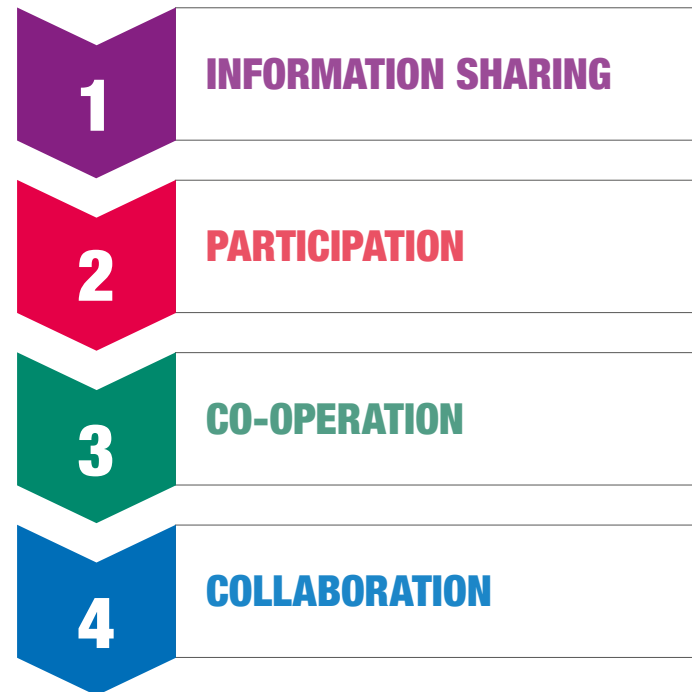 1
INFORMATION SHARING
2
PARTICIPATION
3
CO-OPERATION
4
COLLABORATION